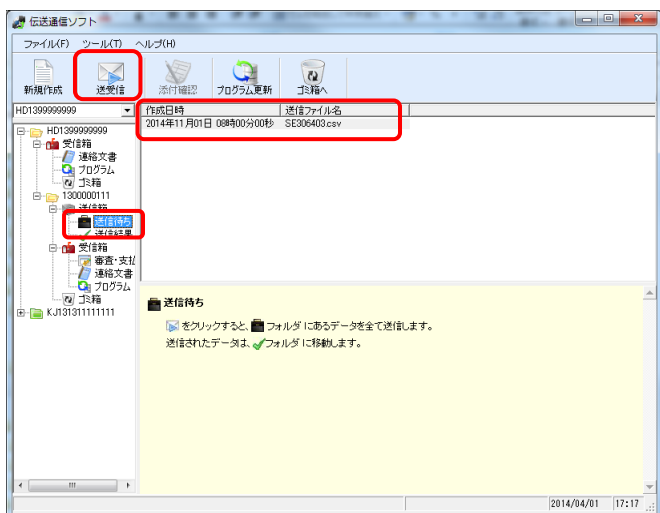 伝送通信ソフト
ファイル(F) ツール(T) ヘルプ(H)
新規作成 送受信 添付確認 プログラム更新 ゴミ箱へ
HD1399999999
作成日時 送信ファイル名
2014年11月01日 08時00分00秒 SE306403.csv
HD1399999999
受信箱
連絡文書
プログラム
ゴミ箱
1300000111
送信箱
送信待ち
送信結果
受信箱
審査・支払
連絡文書
プログラム
ゴミ箱
KJ131311111111
送信待ち
をクリックすると、 フォルダにあるデータを全て送信します。
送信されたデータは、 フォルダに移動します。
2014/04/01 17:17